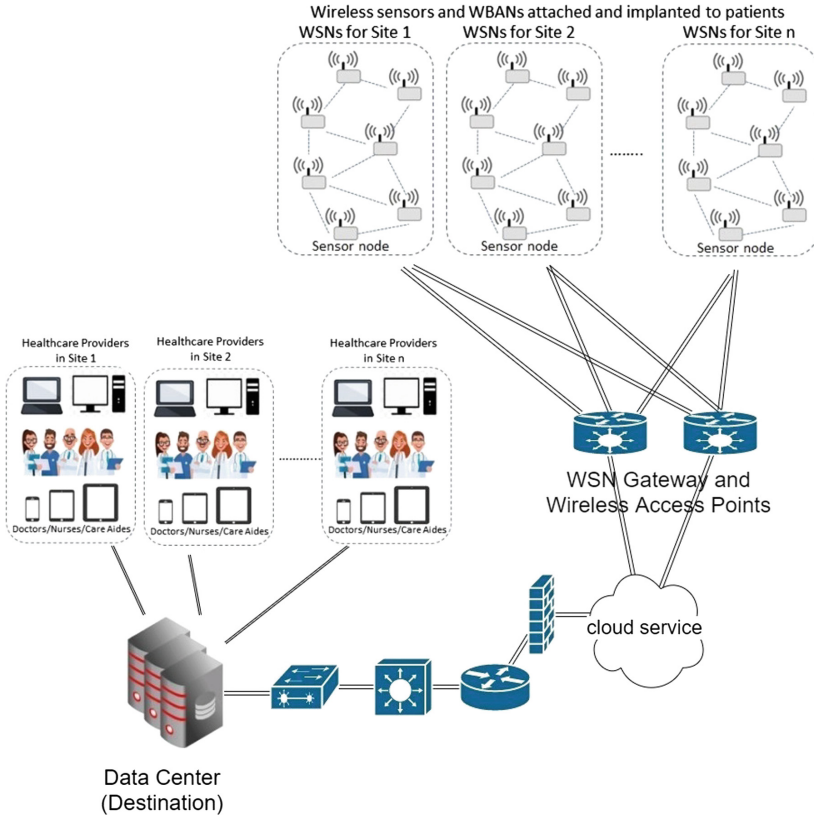 Wireless sensors and WBANs attached and implanted to patients
WSNs for Site 1
WSNs for Site 2
WSNs for Site n
........
Sensor node
Sensor node
Sensor node
Healthcare Providers
in Site 1
Healthcare Providers
in Site 2
Healthcare Providers
in Site n
..........
Doctors/Nurses/Care Aides
Doctors/Nurses/Care Aides
Doctors/Nurses/Care Aides
WSN Gateway and
Wireless Access Points
cloud service
Data Center
(Destination)